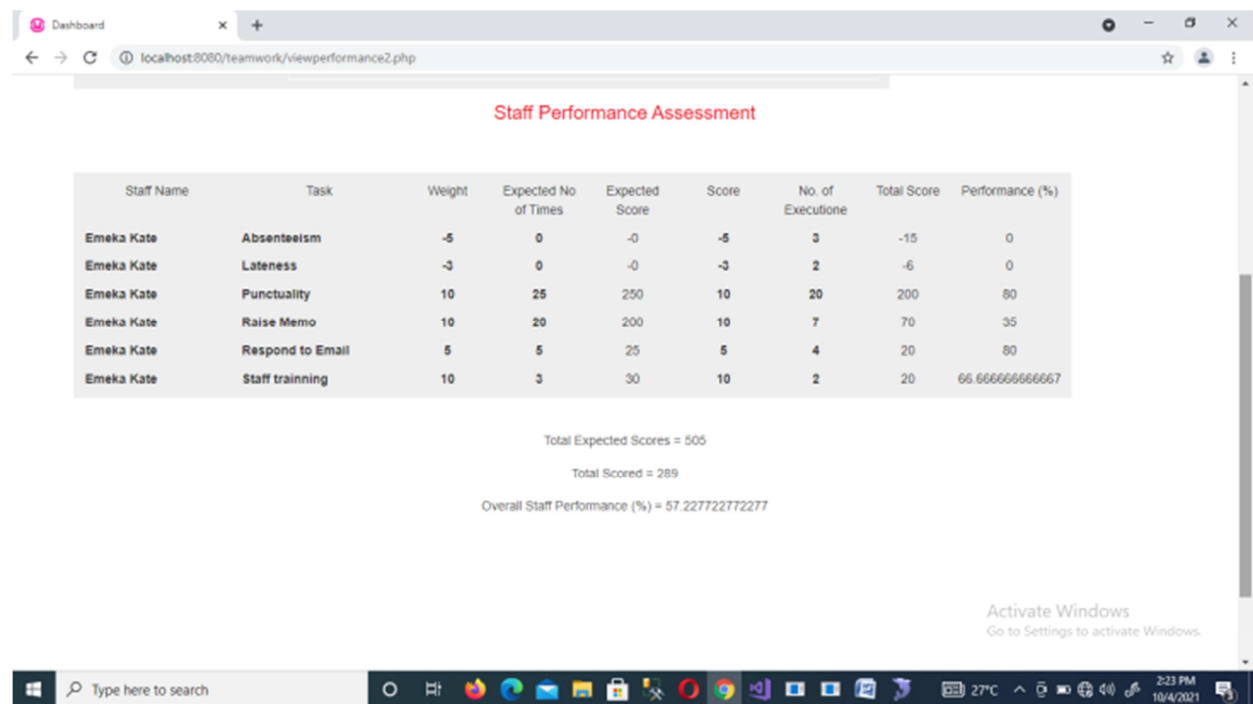 Dashboard
localhost:8080/teamwork/viewperformance2.php
Staff Performance Assessment
Staff Name Task Weight Expected No of Times Expected Score Score No. of Executione Total Score Performance (%)
Emeka Kate Absenteeism -5 0 -0 -5 3 -15 0
Emeka Kate Lateness -3 0 -0 -3 2 -6 0
Emeka Kate Punctuality 10 25 250 10 20 200 80
Emeka Kate Raise Memo 10 20 200 10 7 70 35
Emeka Kate Respond to Email 5 5 25 5 4 20 80
Emeka Kate Staff trainning 10 3 30 10 2 20 66.666666666667
Total Expected Scores = 505
Total Scored = 289
Overall Staff Performance (%) = 57.227722772277
Activate Windows
Go to Settings to activate Windows.
Type here to search
27°C
2:23 PM
10/4/2021
3